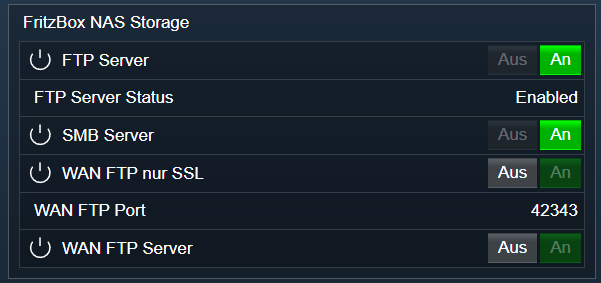 FritzBox NAS Storage
FTP Server Aus An
FTP Server Status Enabled
SMB Server Aus An
WAN FTP nur SSL Aus An
WAN FTP Port 42343
WAN FTP Server Aus An